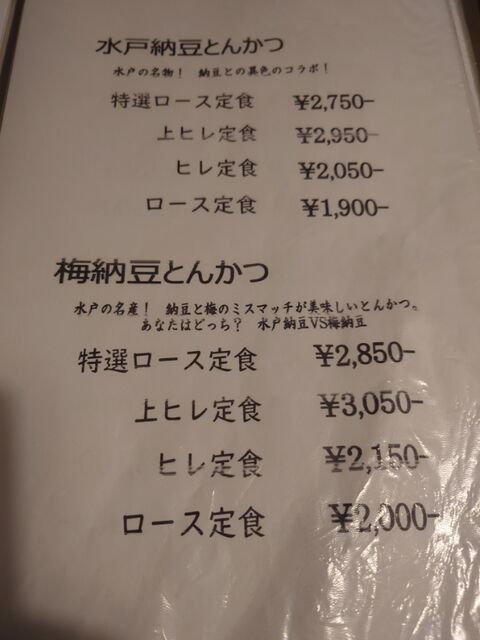 水戸納豆とんかつ
水戸の名物！ 納豆との異色のコラボ！
特選ロース定食 ¥2,750-
上ヒレ定食 ¥2,950-
ヒレ定食 ¥2,050-
ロース定食 ¥1,900-
梅納豆とんかつ
水戸の名産！ 納豆と梅のミスマッチが美味しいとんかつ。
あなたはどっち？ 水戸納豆VS梅納豆
特選ロース定食 ¥2,850-
上ヒレ定食 ¥3,050-
ヒレ定食 ¥2,150-
ロース定食 ¥2,000-